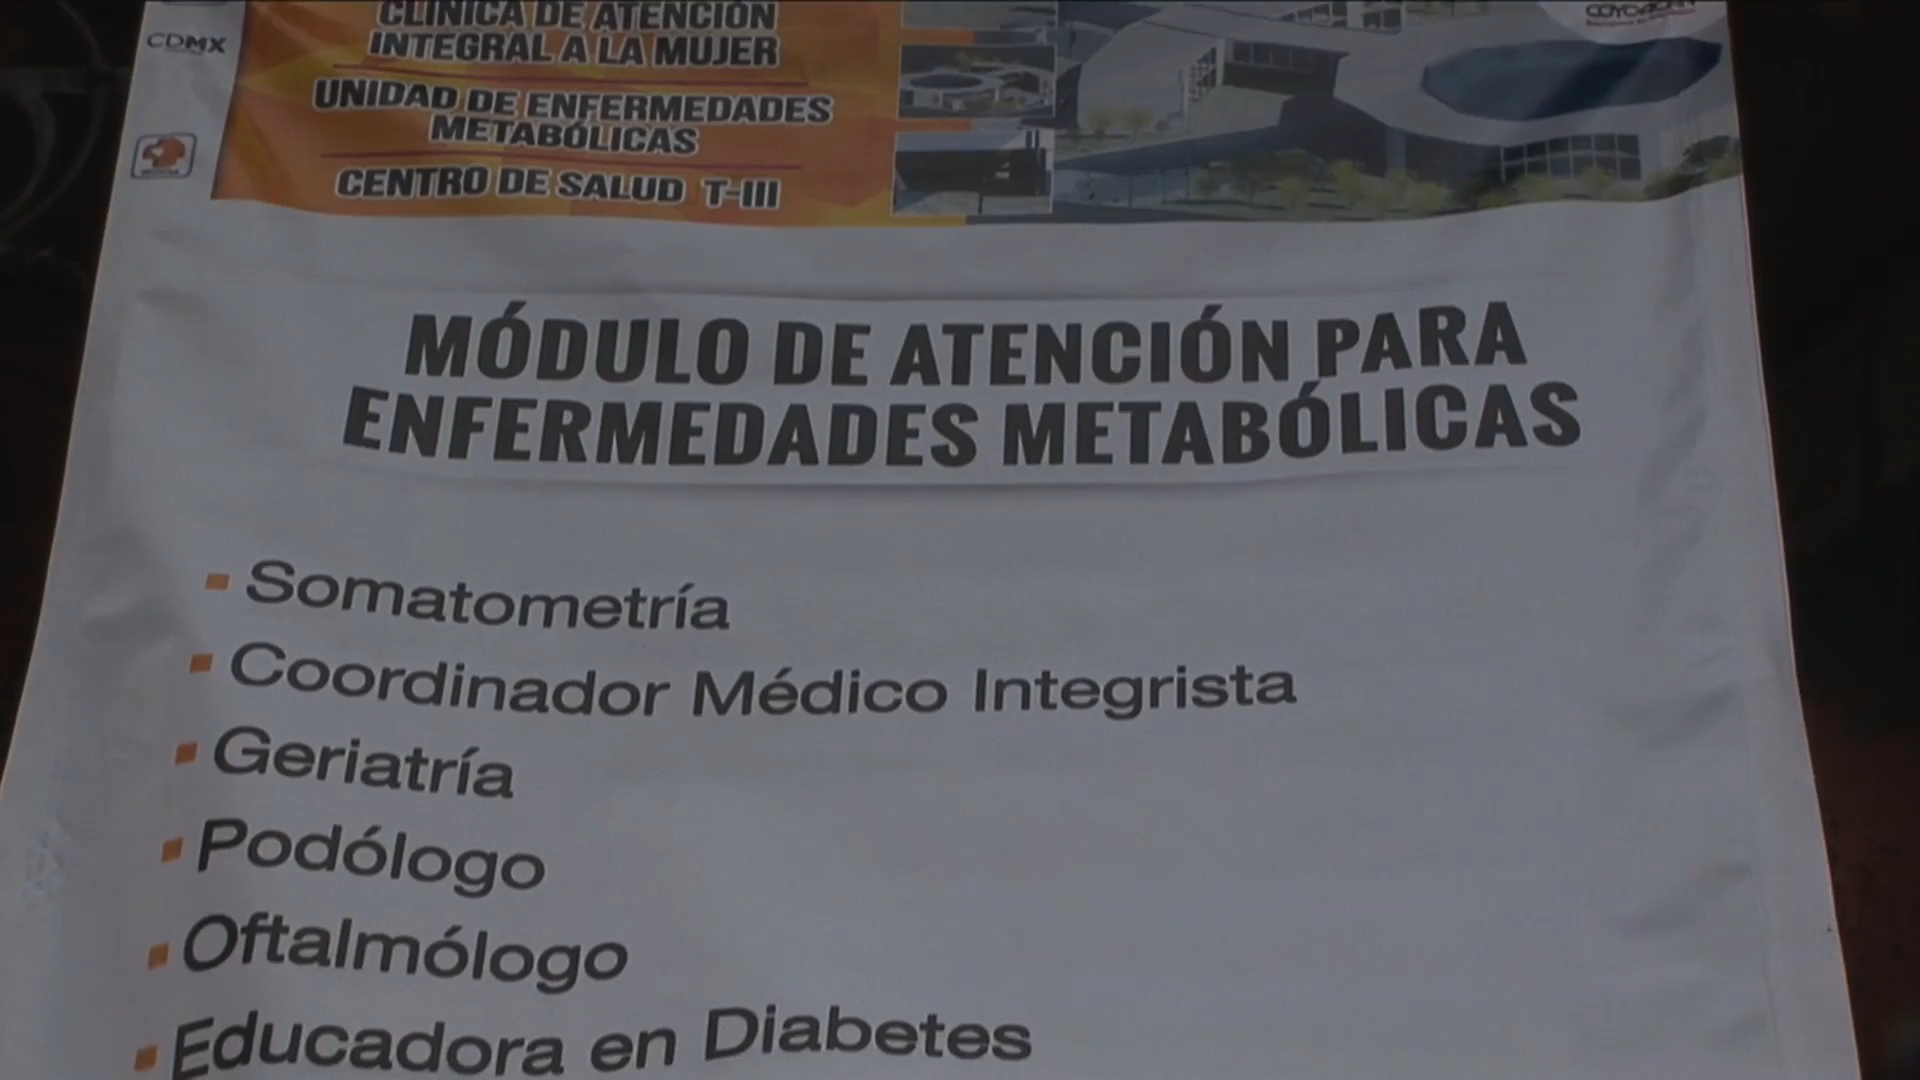 CLÍNICA DE ATENCIÓN
INTEGRAL A LA MUJER
UNIDAD DE ENFERMEDADES
METABÓLICAS
CENTRO DE SALUD T-III
CDMX
COYOACÁN
MÓDULO DE ATENCIÓN PARA
ENFERMEDADES METABÓLICAS
Somatometría
Coordinador Médico Integrista
Geriatría
Podólogo
Oftalmólogo
Educadora en Diabetes